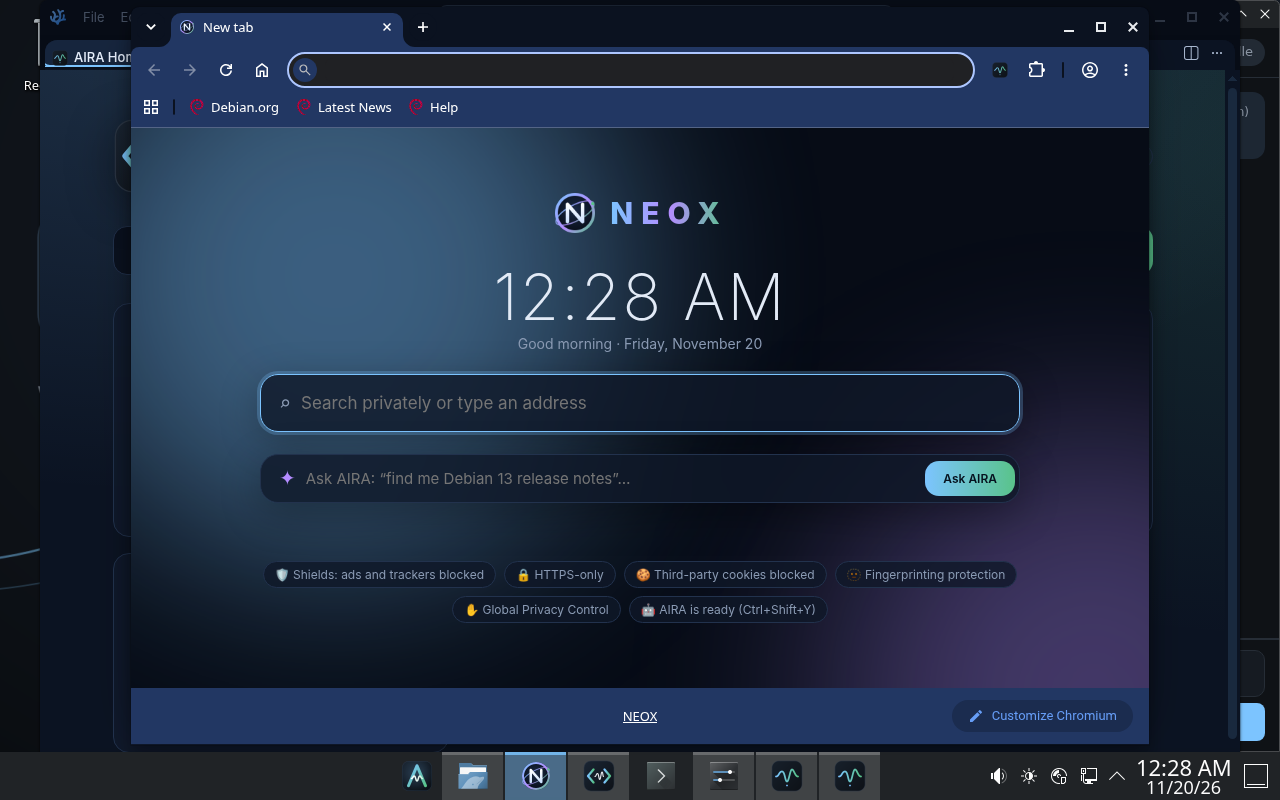 File
New tab
AIRA
Debian.org
Latest News
Help
NEOX
12:28 AM
Good morning · Friday, November 20
Search privately or type an address
Ask AIRA: “find me Debian 13 release notes”...
Ask AIRA
Shields: ads and trackers blocked
HTTPS-only
Third-party cookies blocked
Fingerprinting protection
Global Privacy Control
AIRA is ready (Ctrl+Shift+Y)
NEOX
Customize Chromium
12:28 AM
11/20/26